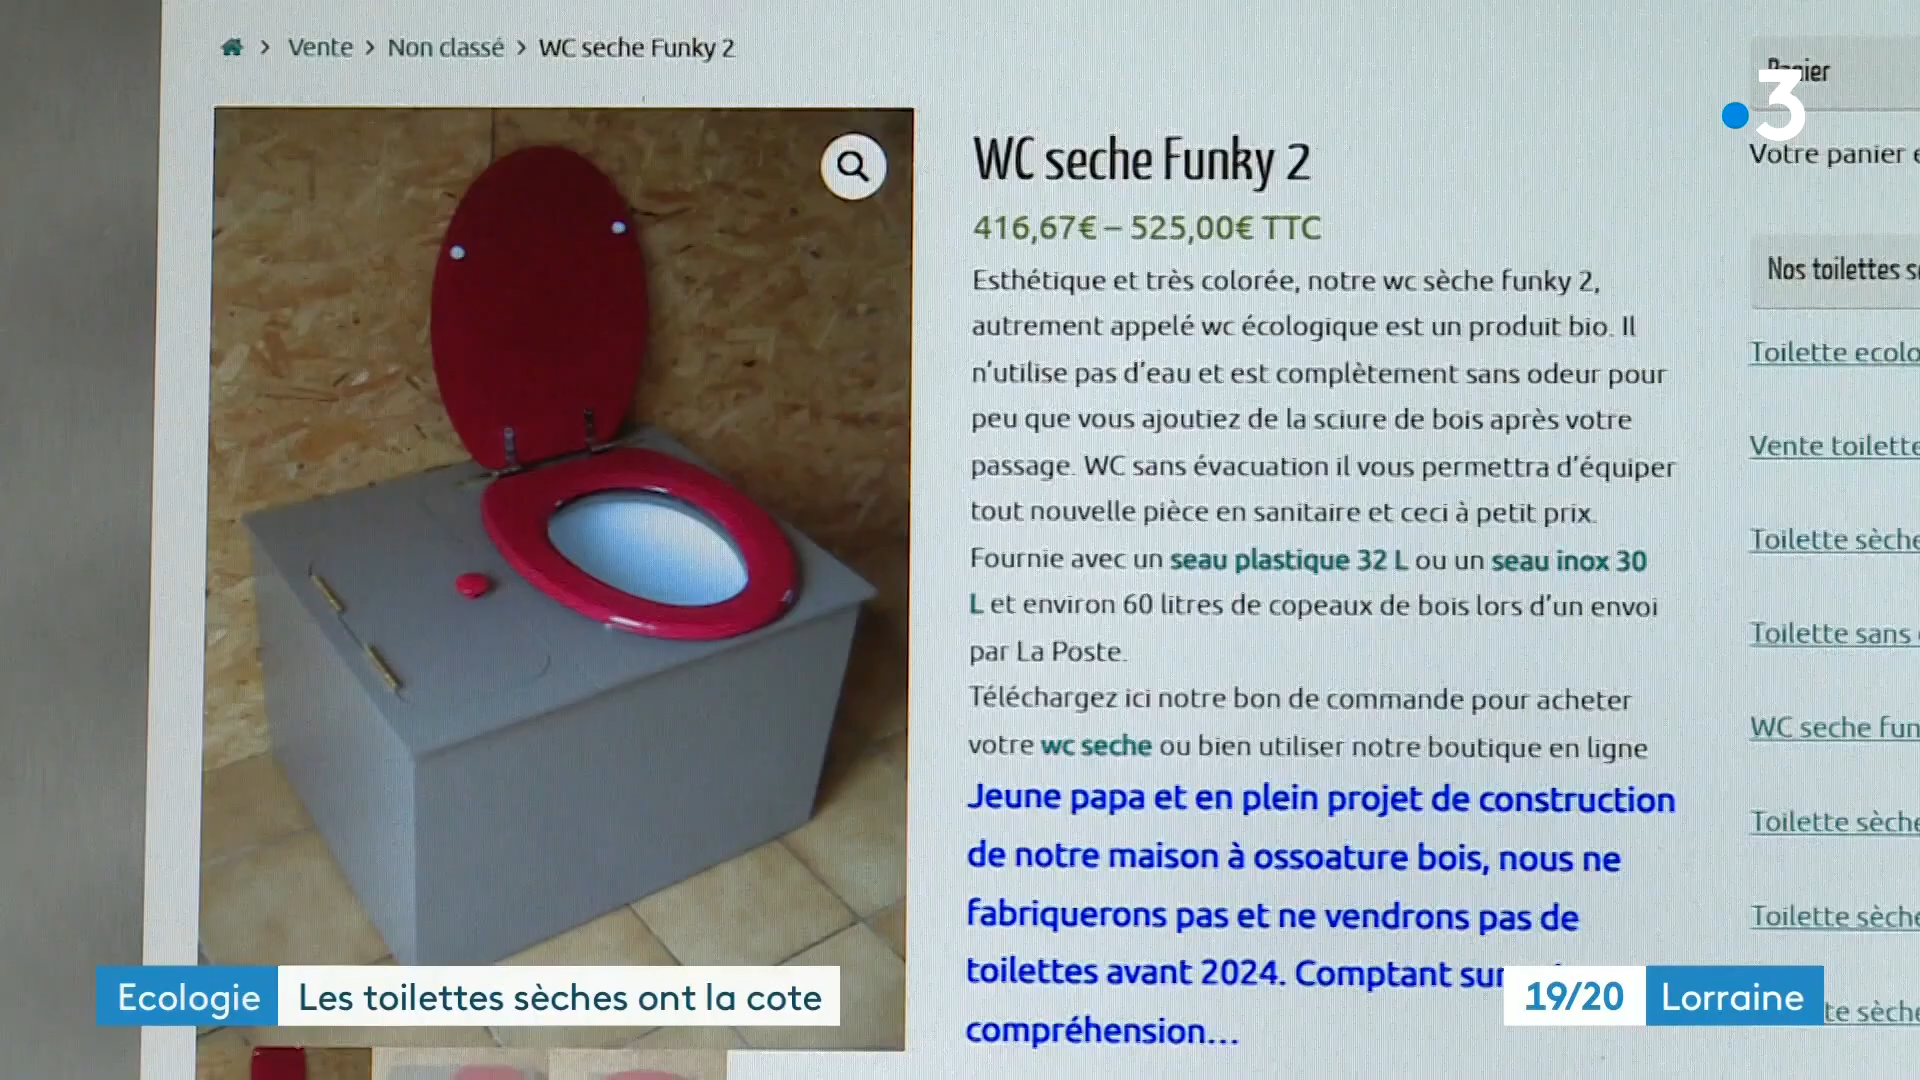 Vente > Non classé > WC seche Funky 2
Panier
3
Votre panier
WC seche Funky 2
416,67€ – 525,00€ TTC
Esthétique et très colorée, notre wc sèche funky 2,
autrement appelé wc écologique est un produit bio. Il
n'utilise pas d'eau et est complètement sans odeur pour
peu que vous ajoutiez de la sciure de bois après votre
passage. WC sans évacuation il vous permettra d'équiper
tout nouvelle pièce en sanitaire et ceci à petit prix.
Fournie avec un seau plastique 32 L ou un seau inox 30
L et environ 60 litres de copeaux de bois lors d'un envoi
par La Poste.
Téléchargez ici notre bon de commande pour acheter
votre wc seche ou bien utiliser notre boutique en ligne
Jeune papa et en plein projet de construction
de notre maison à ossoature bois, nous ne
fabriquerons pas et ne vendrons pas de
toilettes avant 2024. Comptant sur
compréhension...
Nos toilettes
Toilette
Vente toilette
Toilette sèche
Toilette sans
WC seche
Toilette sèche
Toilette sèche
sèche
Ecologie
Les toilettes sèches ont la cote
19/20
Lorraine